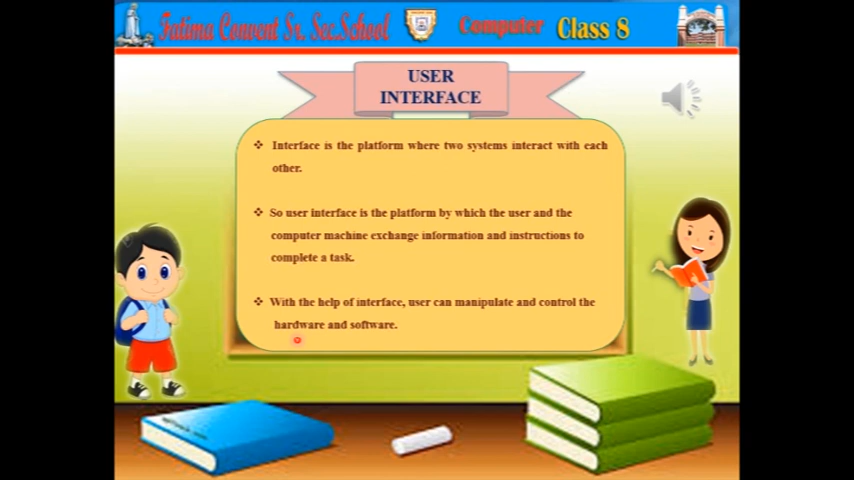 Fatima Convent Sr. Sec.School Computer Class 8
USER
INTERFACE
❖ Interface is the platform where two systems interact with each
other.
❖ So user interface is the platform by which the user and the
computer machine exchange information and instructions to
complete a task.
❖ With the help of interface, user can manipulate and control the
hardware and software.